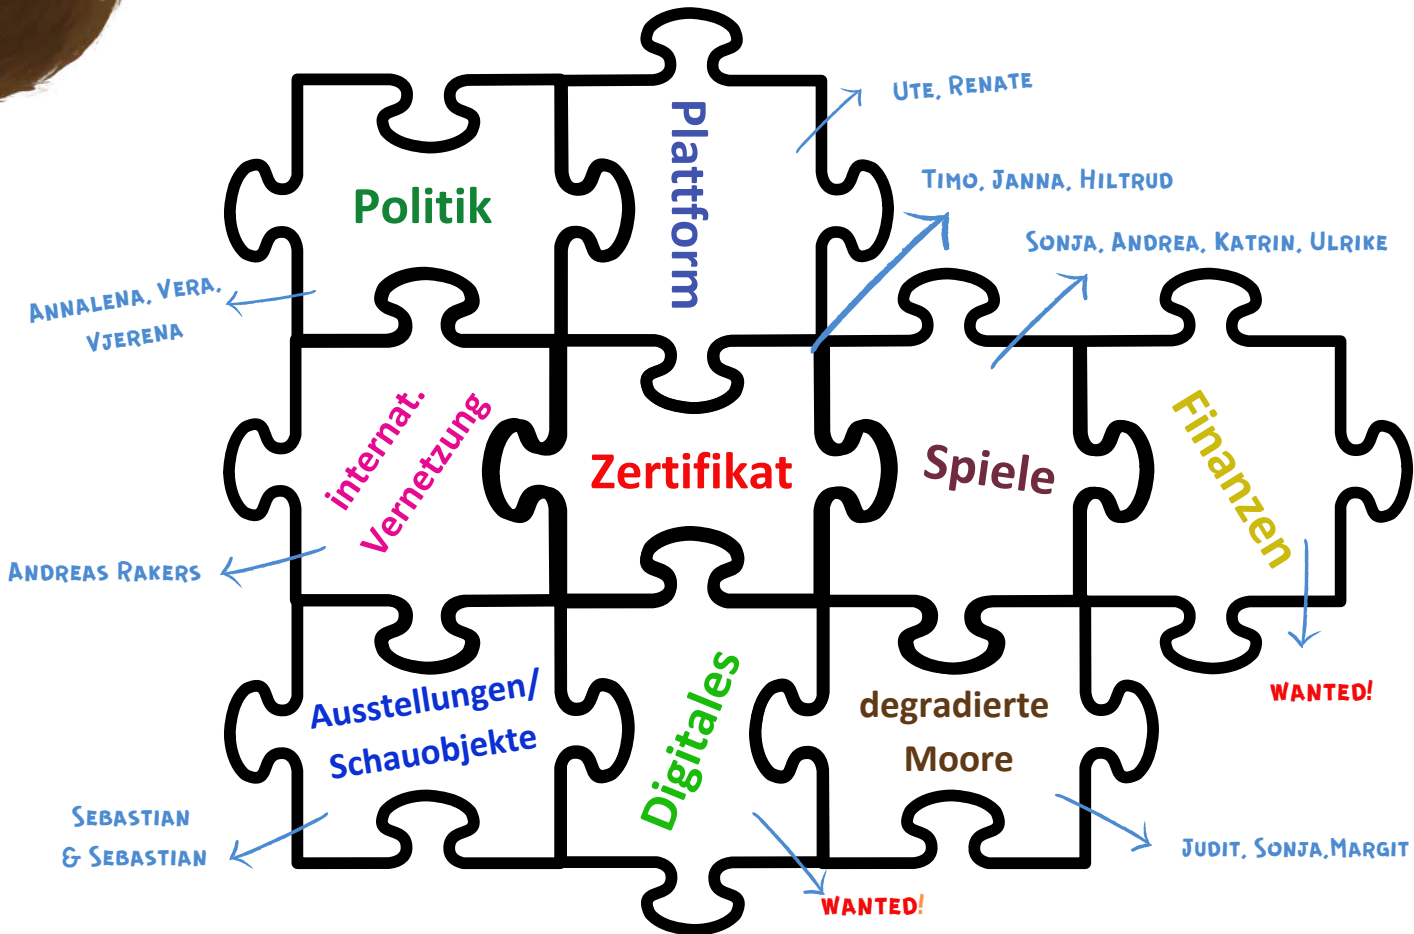 UTE, RENATE
Plattform
Politik
TIMO, JANNA, HILTRUD
SONJA, ANDREA, KATRIN, ULRIKE
ANNALENA, VERA,
VJERENA
internat.
Vernetzung
Zertifikat
Spiele
Finanzen
ANDREAS RAKERS
WANTED!
Ausstellungen/
Schauobjekte
Digitales
degradierte
Moore
SEBASTIAN
& SEBASTIAN
JUDIT, SONJA,MARGIT
WANTED!